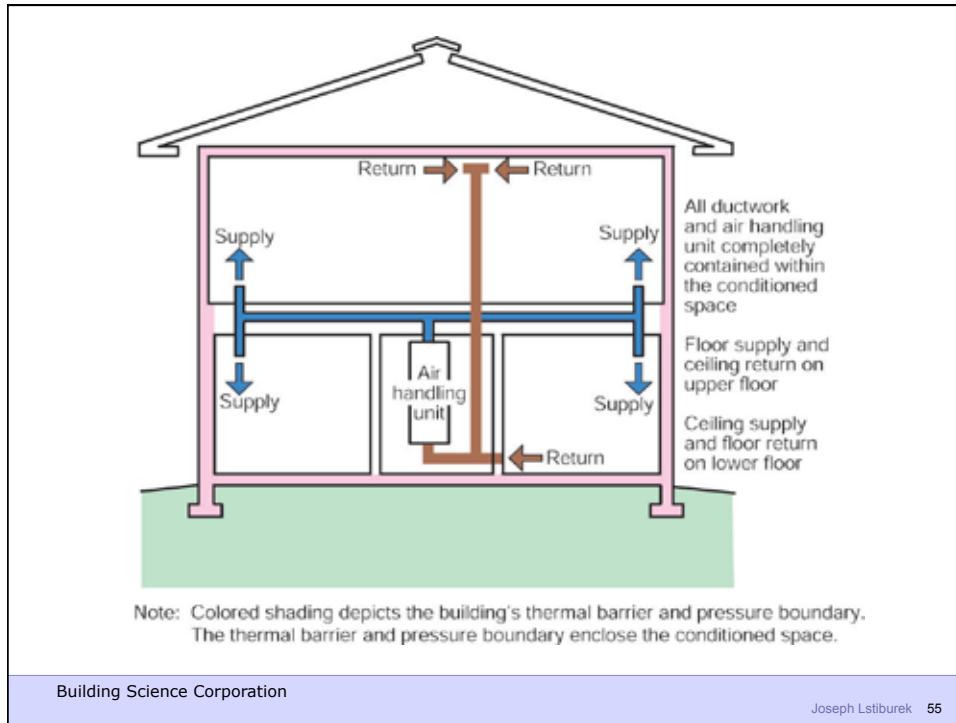 Return
Return
Supply
Supply
All ductwork
and air handling
unit completely
contained within
the conditioned
space
Floor supply and
ceiling return on
upper floor
Air
handling
unit
Supply
Supply
Ceiling supply
and floor return
on lower floor
Return
Note: Colored shading depicts the building's thermal barrier and pressure boundary.
The thermal barrier and pressure boundary enclose the conditioned space.
Building Science Corporation
Joseph Lstiburek 55